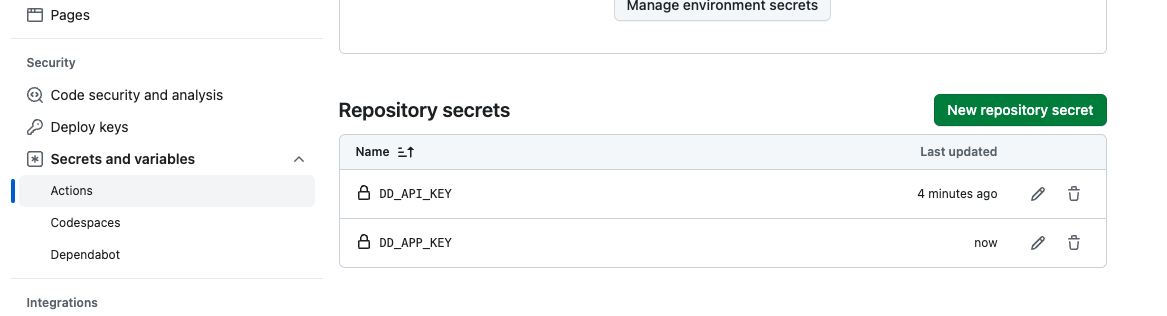 Pages
Security
Code security and analysis
Deploy keys
Secrets and variables
Actions
Codespaces
Dependabot
Integrations
Manage environment secrets
Repository secrets
New repository secret
Name Last updated
DD_API_KEY 4 minutes ago
DD_APP_KEY now